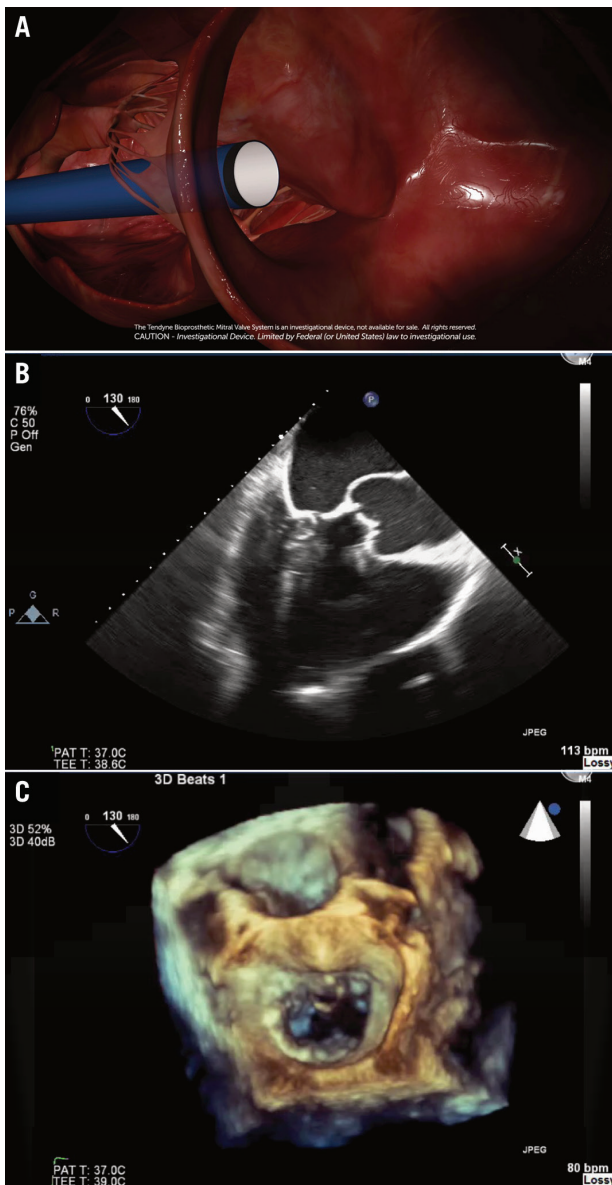 A
The Tendyne Bioprosthetic Mitral Valve System is an investigational device, not available for sale. All rights reserved.
CAUTION - Investigational Device. Limited by Federal (or United States) law to investigational use.
B
M4
0 130 180
P
76%
C 50
P Off
Gen
X
G
P R
JPEG
PAT T: 37.0C
TEE T: 38.6C
113 bpm
Lossy
C
3D Beats 1
M4
0 130 180
3D 52%
3D 40dB
JPEG
PAT T: 37.0C
TEE T: 39.0C
80 bpm
Lossy